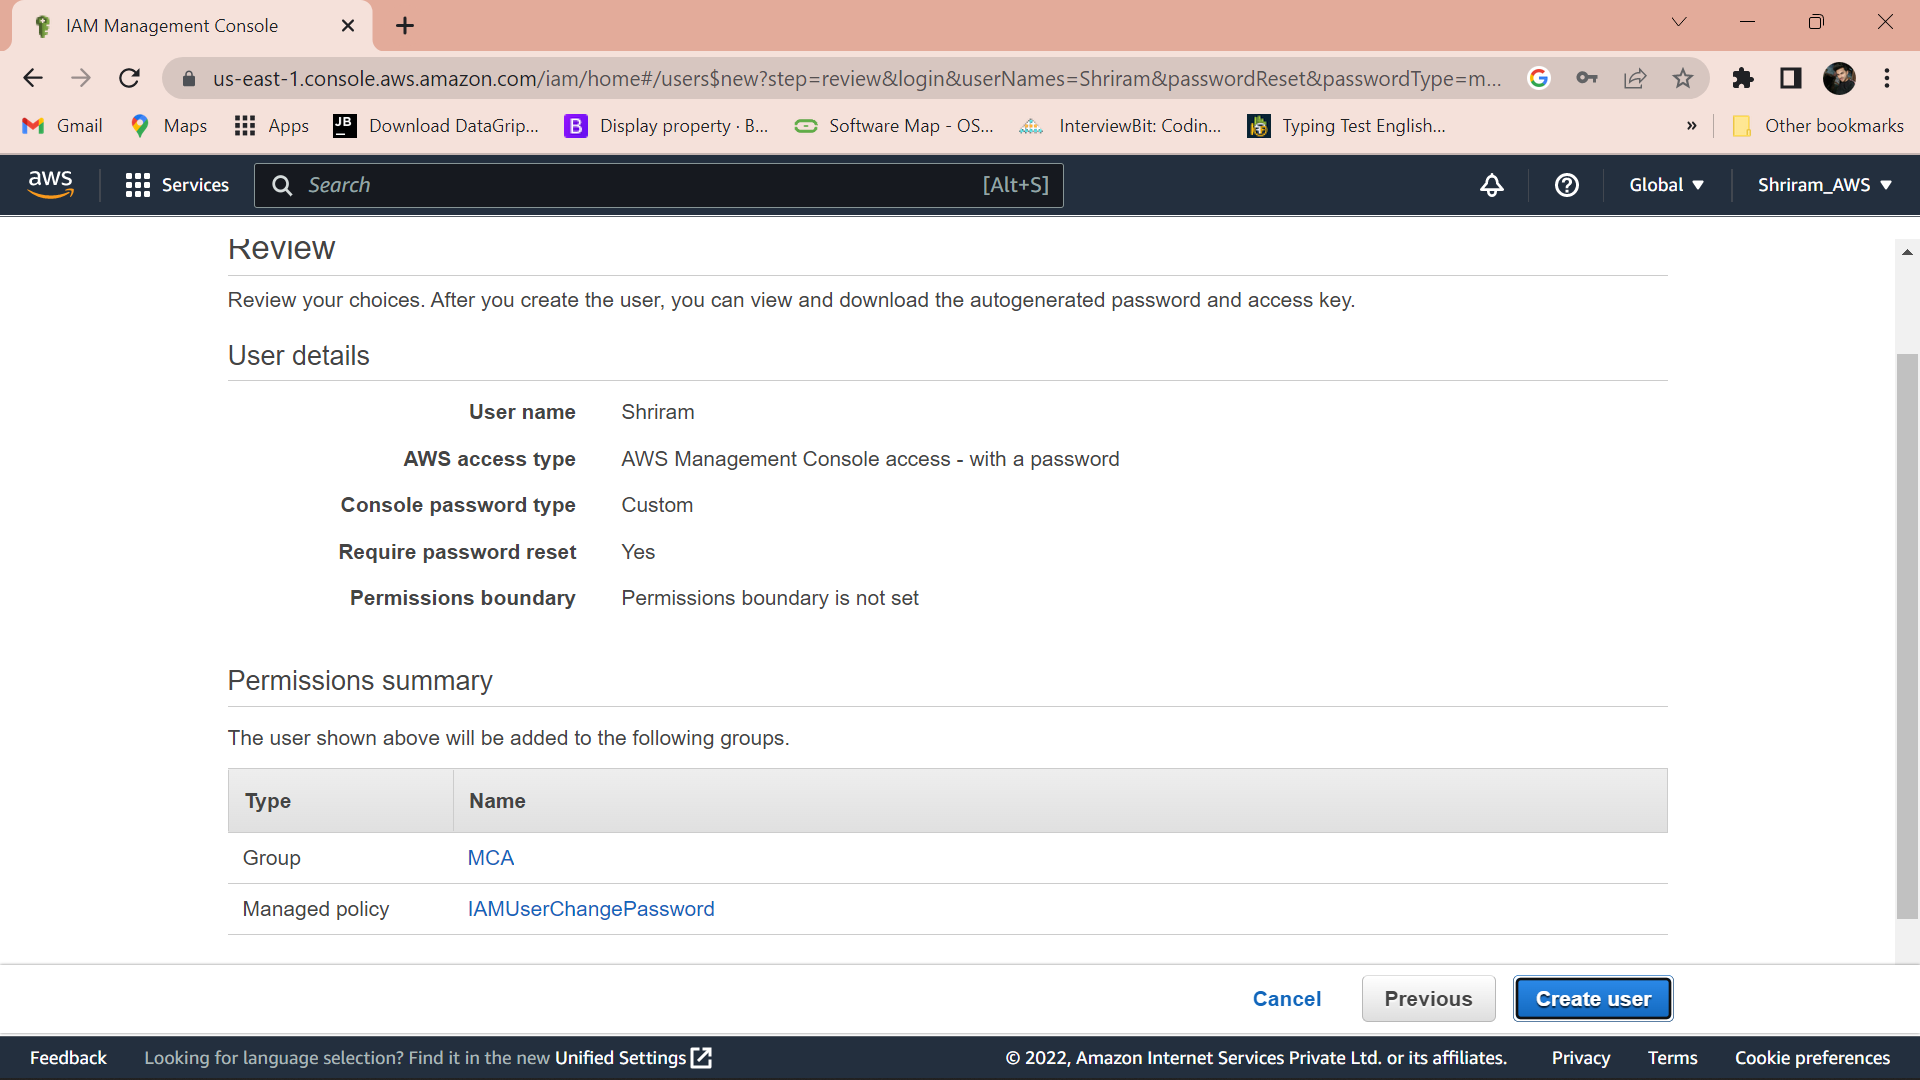 IAM Management Console
us-east-1.console.aws.amazon.com/iam/home#/users$new?step=review&login&userNames=Shriram&passwordReset&passwordType=m...
Gmail Maps Apps JB Download DataGrip... B Display property · B... Software Map - OS... InterviewBit: Codin... Typing Test English... » Other bookmarks
aws Services Search [Alt+S] Global Shriram_AWS
Review
Review your choices. After you create the user, you can view and download the autogenerated password and access key.
User details
User name Shriram
AWS access type AWS Management Console access - with a password
Console password type Custom
Require password reset Yes
Permissions boundary Permissions boundary is not set
Permissions summary
The user shown above will be added to the following groups.
Type Name
Group MCA
Managed policy IAMUserChangePassword
Cancel Previous Create user
Feedback Looking for language selection? Find it in the new Unified Settings © 2022, Amazon Internet Services Private Ltd. or its affiliates. Privacy Terms Cookie preferences